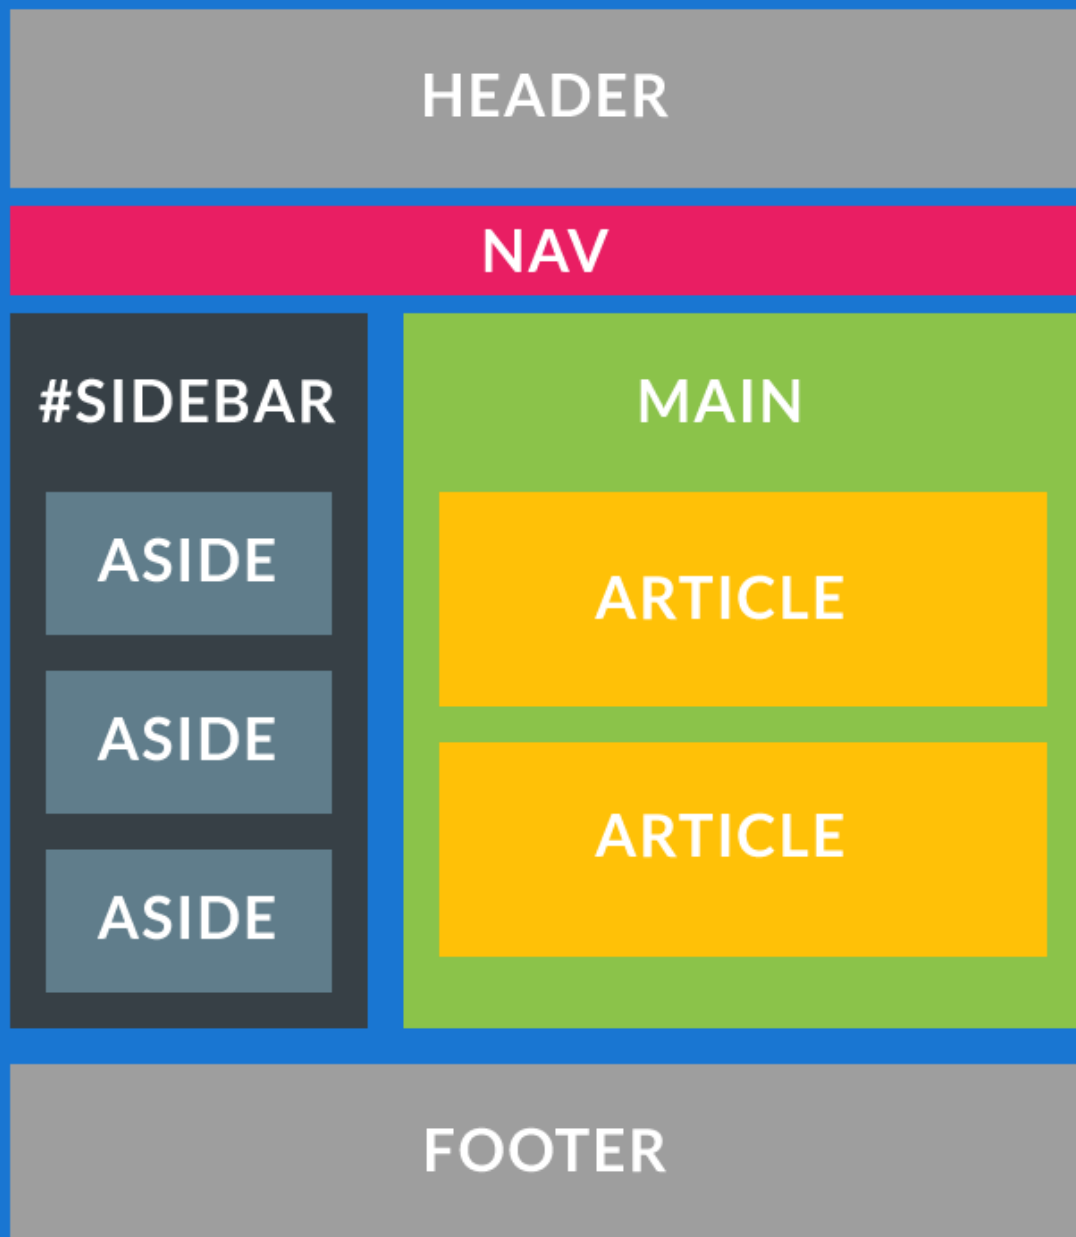 HEADER
NAV
#SIDEBAR
ASIDE
ASIDE
ASIDE
MAIN
ARTICLE
ARTICLE
FOOTER